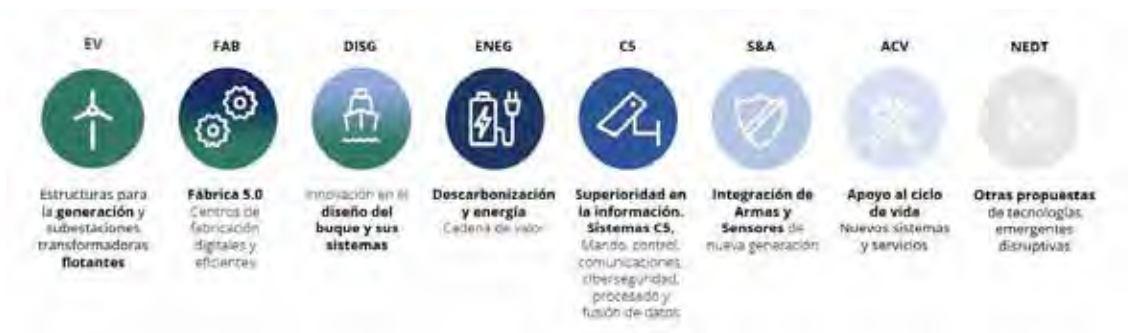 EV
Estructuras para
la generación y
subestaciones
transformadoras
flotantes
FAB
Fábrica 5.0
Centros de
fabricación
digitales y
eficientes
DISG
Innovación en el
diseño del
buque y sus
sistemas
ENEG
Descarbonización
y energía
Cadena de valor
C5
Superioridad en
la información.
Sistemas C5,
Mando, control,
comunicaciones,
ciberseguridad,
procesado y
fusión de datos
S&A
Integración de
Armas y
Sensores de
nueva generación
ACV
Apoyo al ciclo
de vida
Nuevos sistemas
y servicios
NEDT
Otras propuestas
de tecnologías
emergentes
disruptivas